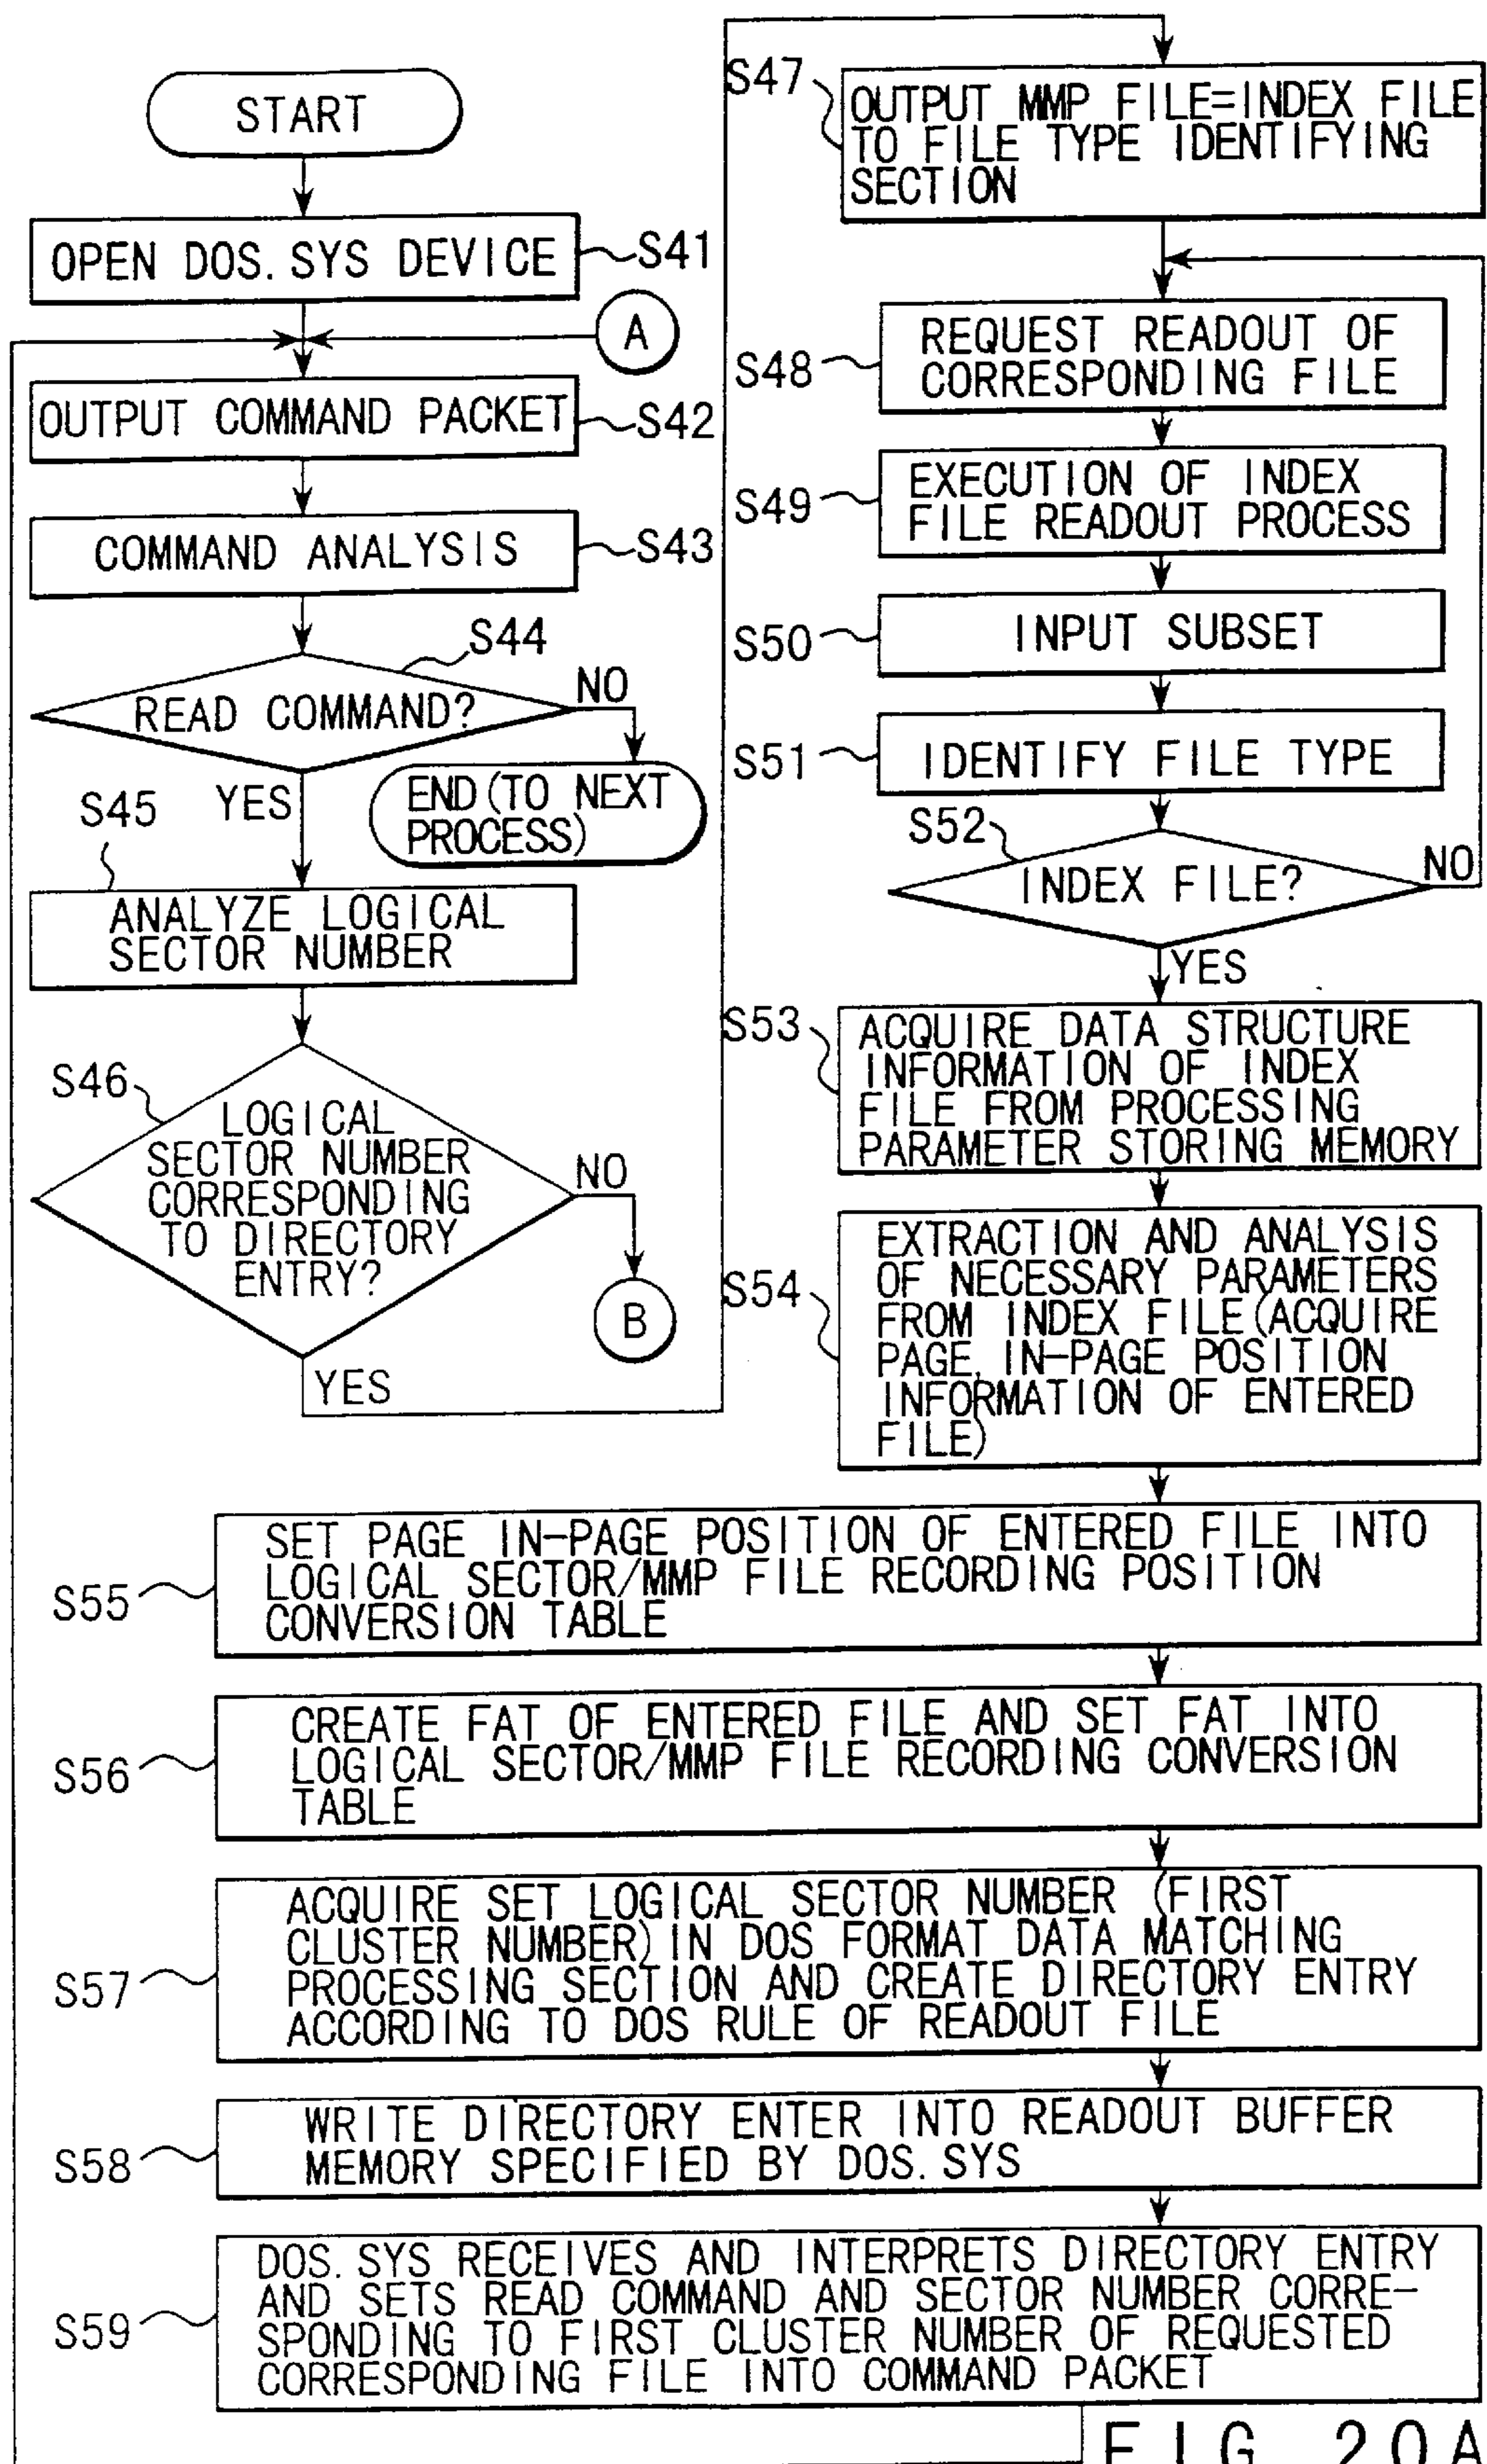 START
OPEN DOS.SYS DEVICE
S41
A
OUTPUT COMMAND PACKET
S42
COMMAND ANALYSIS
S43
S44
READ COMMAND?
NO
YES
END(TO NEXT
PROCESS)
S45
ANALYZE LOGICAL
SECTOR NUMBER
S46
LOGICAL
SECTOR NUMBER
CORRESPONDING
TO DIRECTORY
ENTRY?
NO
B
YES
S47
OUTPUT MMP FILE=INDEX FILE
TO FILE TYPE IDENTIFYING
SECTION
S48
REQUEST READOUT OF
CORRESPONDING FILE
S49
EXECUTION OF INDEX
FILE READOUT PROCESS
S50
INPUT SUBSET
S51
IDENTIFY FILE TYPE
S52
INDEX FILE?
NO
YES
S53
ACQUIRE DATA STRUCTURE
INFORMATION OF INDEX
FILE FROM PROCESSING
PARAMETER STORING MEMORY
S54
EXTRACTION AND ANALYSIS
OF NECESSARY PARAMETERS
FROM INDEX FILE(ACQUIRE
PAGE, IN-PAGE POSITION
INFORMATION OF ENTERED
FILE)
S55
SET PAGE IN-PAGE POSITION OF ENTERED FILE INTO
LOGICAL SECTOR/MMP FILE RECORDING POSITION
CONVERSION TABLE
S56
CREATE FAT OF ENTERED FILE AND SET FAT INTO
LOGICAL SECTOR/MMP FILE RECORDING CONVERSION
TABLE
S57
ACQUIRE SET LOGICAL SECTOR NUMBER (FIRST
CLUSTER NUMBER) IN DOS FORMAT DATA MATCHING
PROCESSING SECTION AND CREATE DIRECTORY ENTRY
ACCORDING TO DOS RULE OF READOUT FILE
S58
WRITE DIRECTORY ENTER INTO READOUT BUFFER
MEMORY SPECIFIED BY DOS.SYS
S59
DOS.SYS RECEIVES AND INTERPRETS DIRECTORY ENTRY
AND SETS READ COMMAND AND SECTOR NUMBER CORRE-
SPONDING TO FIRST CLUSTER NUMBER OF REQUESTED
CORRESPONDING FILE INTO COMMAND PACKET
FIG. 20A